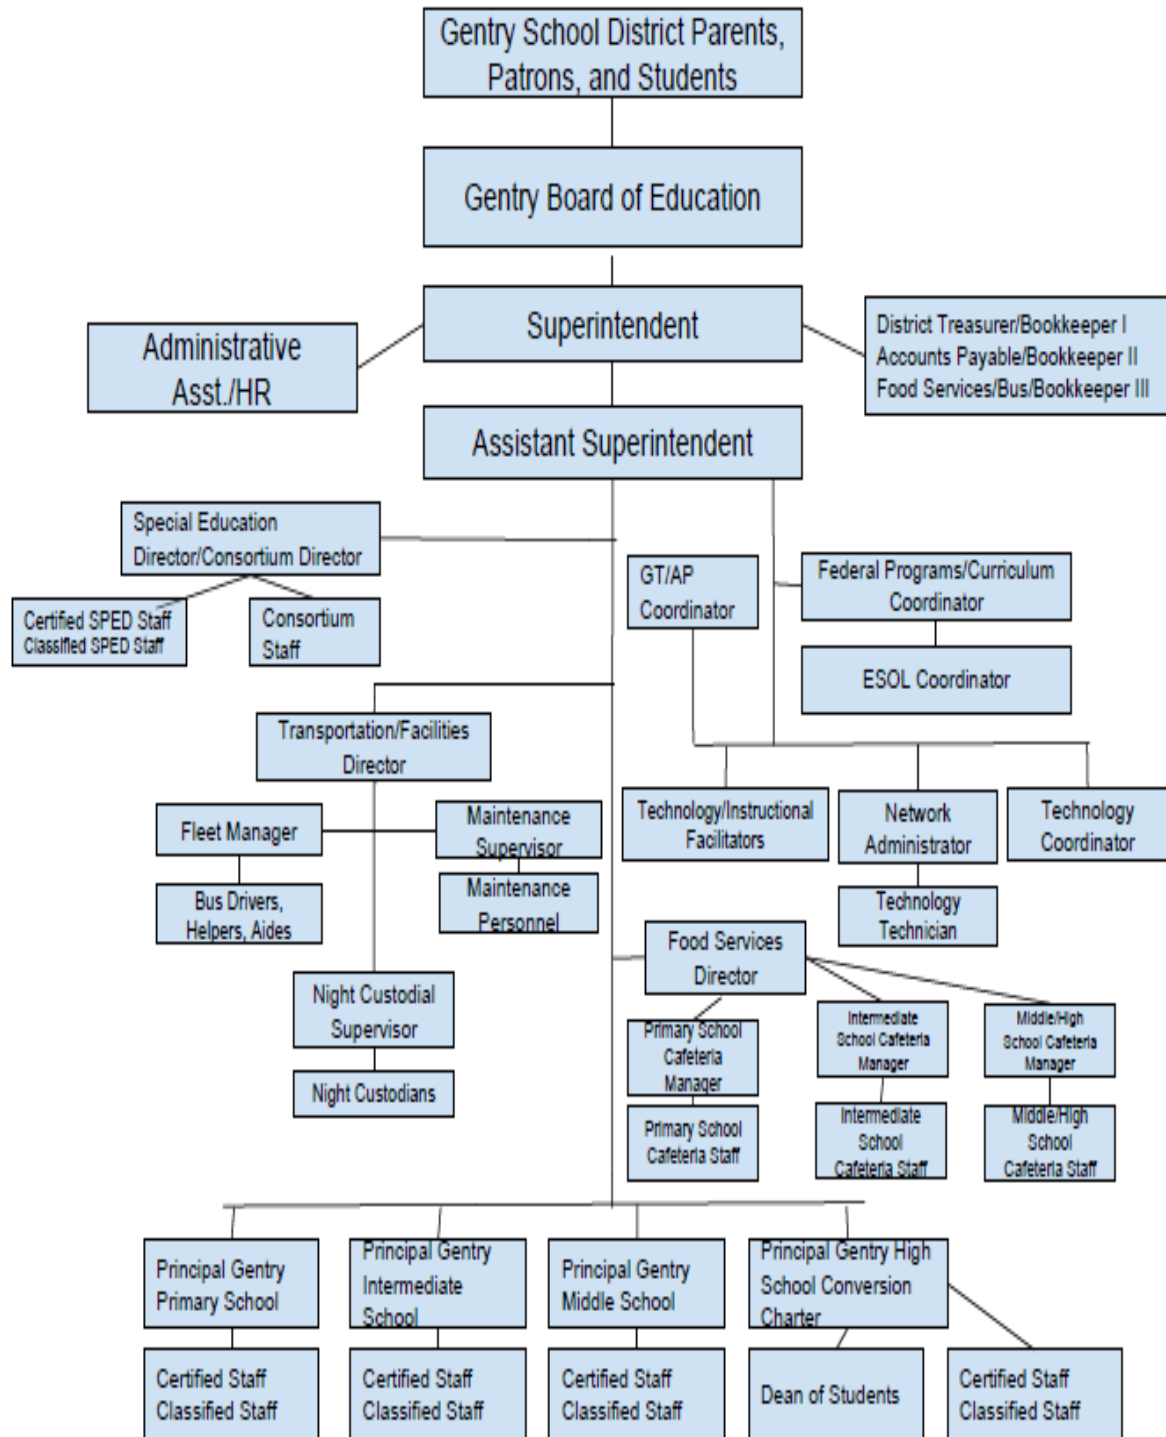 Gentry School District Parents,
Patrons, and Students
Gentry Board of Education
Superintendent
Administrative
Asst./HR
District Treasurer/Bookkeeper I
Accounts Payable/Bookkeeper II
Food Services/Bus/Bookkeeper III
Assistant Superintendent
Special Education
Director/Consortium Director
Certified SPED Staff
Classified SPED Staff
Consortium
Staff
GT/AP
Coordinator
Federal Programs/Curriculum
Coordinator
ESOL Coordinator
Transportation/Facilities
Director
Fleet Manager
Maintenance
Supervisor
Bus Drivers,
Helpers, Aides
Maintenance
Personnel
Technology/Instructional
Facilitators
Network
Administrator
Technology
Coordinator
Technology
Technician
Night Custodial
Supervisor
Night Custodians
Food Services
Director
Primary School
Cafeteria
Manager
Intermediate
School Cafeteria
Manager
Middle/High
School Cafeteria
Manager
Primary School
Cafeteria Staff
Intermediate
School
Cafeteria Staff
Middle/High
School
Cafeteria Staff
Principal Gentry
Primary School
Principal Gentry
Intermediate
School
Principal Gentry
Middle School
Principal Gentry High
School Conversion
Charter
Certified Staff
Classified Staff
Certified Staff
Classified Staff
Certified Staff
Classified Staff
Dean of Students
Certified Staff
Classified Staff